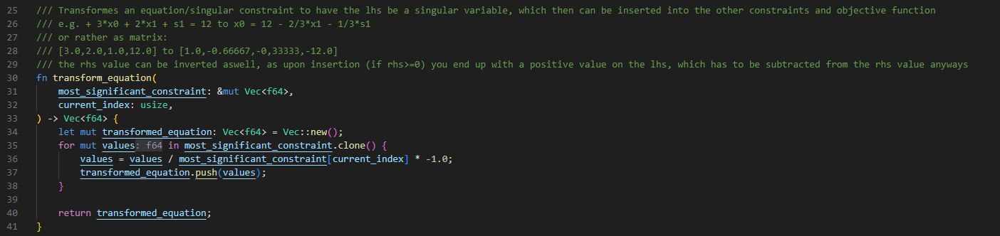 25 /// Transformes an equation/singular constraint to have the lhs be a singular variable, which then can be inserted into the other constraints and objective function
26 /// e.g. + 3*x0 + 2*x1 + s1 = 12 to x0 = 12 - 2/3*x1 - 1/3*s1
27 /// or rather as matrix:
28 /// [3.0,2.0,1.0,12.0] to [1.0,-0.66667,-0,33333,-12.0]
29 /// the rhs value can be inverted aswell, as upon insertion (if rhs>=0) you end up with a positive value on the lhs, which has to be subtracted from the rhs value anyways
30 fn transform_equation(
31     most_significant_constraint: &mut Vec<f64>,
32     current_index: usize,
33 ) -> Vec<f64> {
34     let mut transformed_equation: Vec<f64> = Vec::new();
35     for mut values: f64 in most_significant_constraint.clone() {
36         values = values / most_significant_constraint[current_index] * -1.0;
37         transformed_equation.push(values);
38     }
39
40     return transformed_equation;
41 }